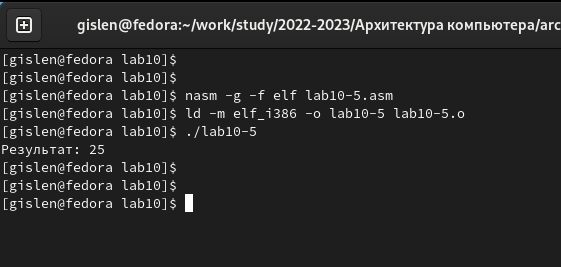 gislen@fedora:~/work/study/2022-2023/Архитектура компьютера/arc
[gislen@fedora lab10]$
[gislen@fedora lab10]$
[gislen@fedora lab10]$ nasm -g -f elf lab10-5.asm
[gislen@fedora lab10]$ ld -m elf_i386 -o lab10-5 lab10-5.o
[gislen@fedora lab10]$ ./lab10-5
Результат: 25
[gislen@fedora lab10]$
[gislen@fedora lab10]$
[gislen@fedora lab10]$